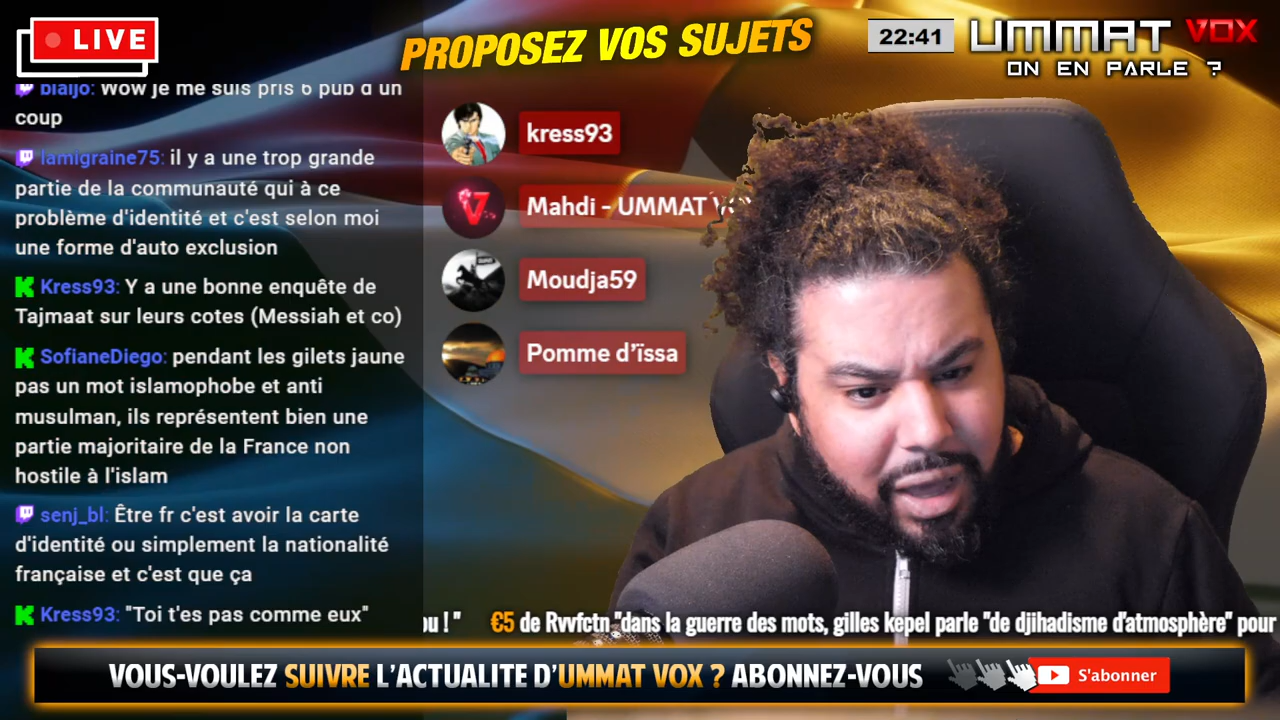 LIVE
PROPOSEZ VOS SUJETS
22:41
UMMAT VOX
ON EN PARLE ?
blaijo: Wow je me suis pris 6 pub d'un
coup
lamigraine75: il y a une trop grande
partie de la communauté qui à ce
problème d'identité et c'est selon moi
une forme d'auto exclusion
Kress93: Y a une bonne enquête de
Tajmaat sur leurs cotes (Messiah et co)
SofianeDiego: pendant les gilets jaune
pas un mot islamophobe et anti
musulman, ils représentent bien une
partie majoritaire de la France non
hostile à l'islam
senj_bl: Être fr c'est avoir la carte
d'identité ou simplement la nationalité
française et c'est que ça
Kress93: "Toi t'es pas comme eux"
kress93
Mahdi - UMMAT VOX
Moudja59
Pomme d'ïssa
ou ! " €5 de Rvvfctn "dans la guerre des mots, gilles kepel parle "de djihadisme d'atmosphère" pour
VOUS-VOULEZ SUIVRE L'ACTUALITE D'UMMAT VOX ? ABONNEZ-VOUS
S'abonner